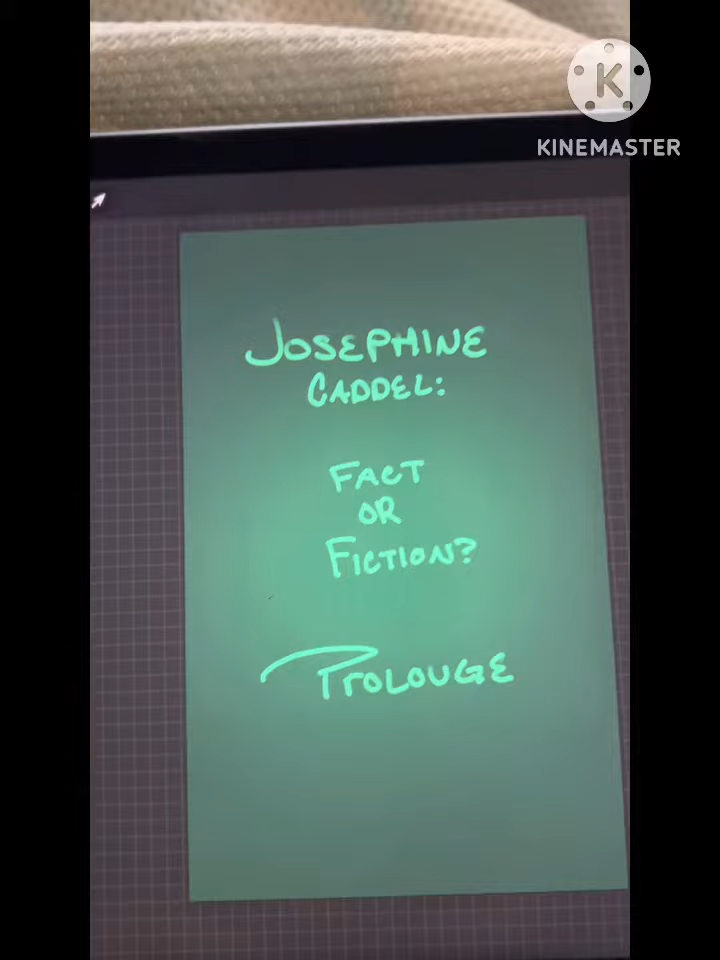 K
KINEMASTER
JOSEPHINE
CADDEL:
FACT
OR
FICTION?
PROLOUGE